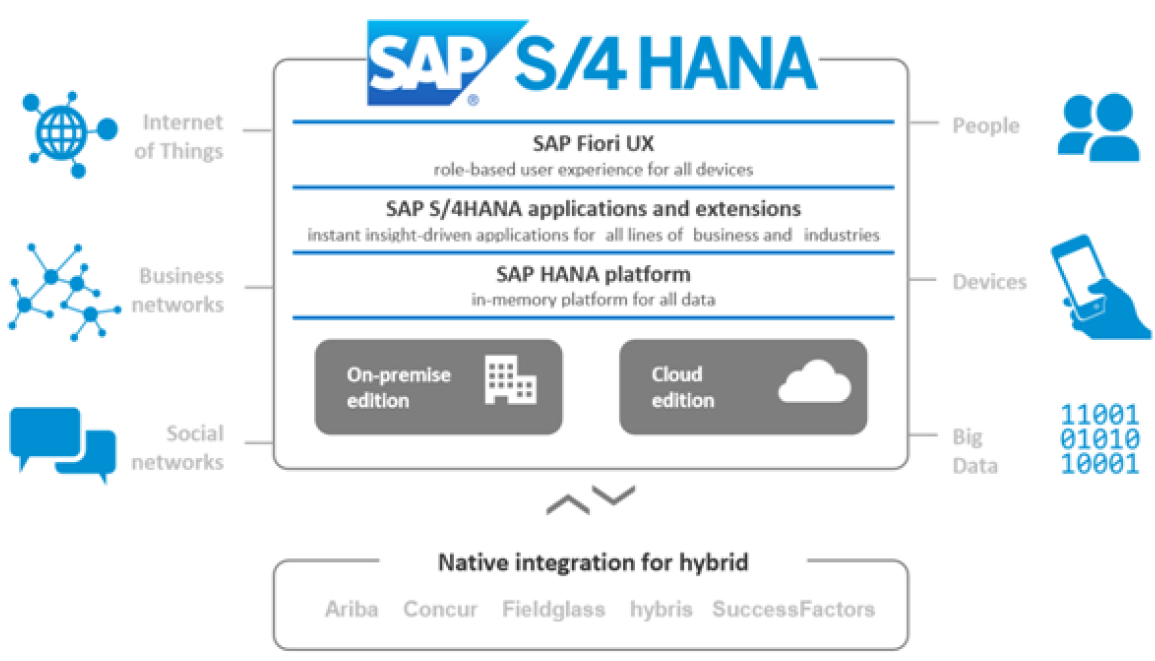 SAP ®
S/4 HANA
SAP Fiori UX
role-based user experience for all devices
SAP S/4HANA applications and extensions
instant insight-driven applications for all lines of business and industries
SAP HANA platform
in-memory platform for all data
On-premise
edition
Cloud
edition
Internet
of Things
Business
networks
Social
networks
People
Devices
Big
Data
11001
01010
10001
Native integration for hybrid
Ariba Concur Fieldglass hybris SuccessFactors